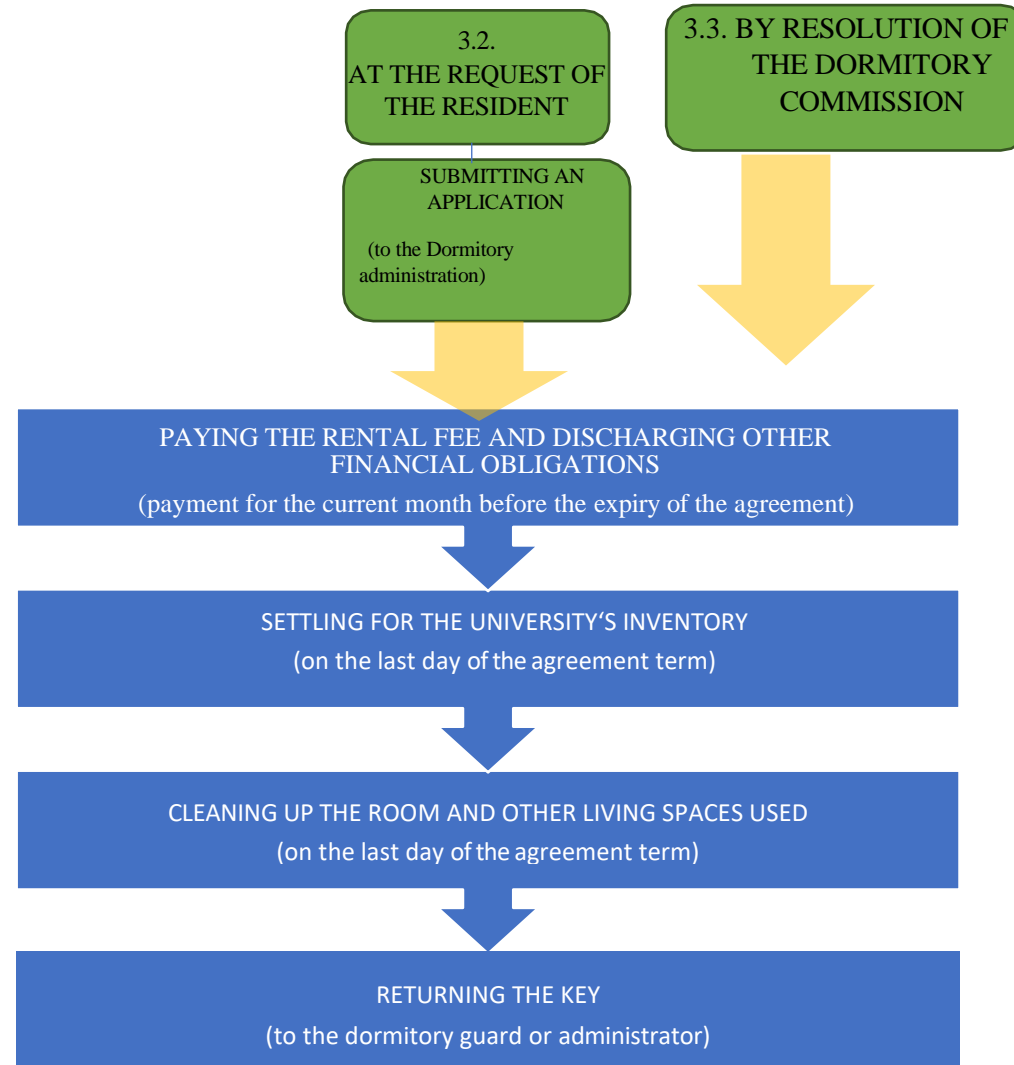 3.2.
AT THE REQUEST OF
THE RESIDENT
3.3. BY RESOLUTION OF
THE DORMITORY
COMMISSION
SUBMITTING AN
APPLICATION
(to the Dormitory
administration)
PAYING THE RENTAL FEE AND DISCHARGING OTHER
FINANCIAL OBLIGATIONS
(payment for the current month before the expiry of the agreement)
SETTLING FOR THE UNIVERSITY‘S INVENTORY
(on the last day of the agreement term)
CLEANING UP THE ROOM AND OTHER LIVING SPACES USED
(on the last day of the agreement term)
RETURNING THE KEY
(to the dormitory guard or administrator)